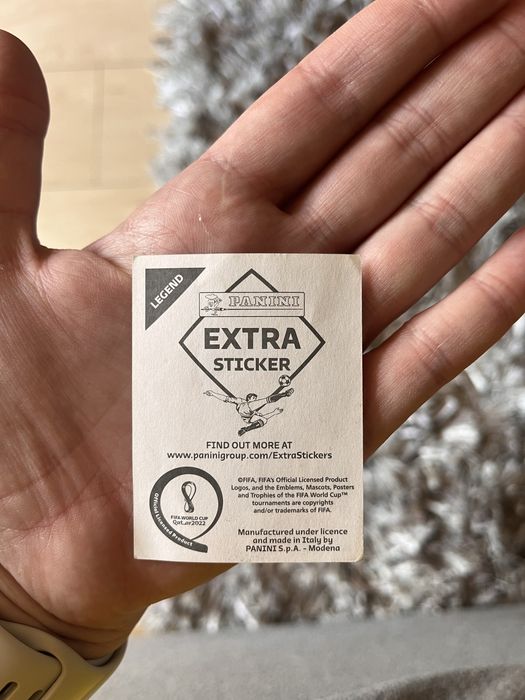 LEGEND
PANINI
EXTRA
STICKER
FIND OUT MORE AT
www.paninigroup.com/ExtraStickers
©FIFA, FIFA's Official Licensed Product
Logos, and the Emblems, Mascots, Posters
and Trophies of the FIFA World Cup™
tournaments are copyrights
and/or trademarks of FIFA.
FIFA WORLD CUP
Qatar2022
Official Licensed Product
Manufactured under licence
and made in Italy by
PANINI S.p.A. - Modena